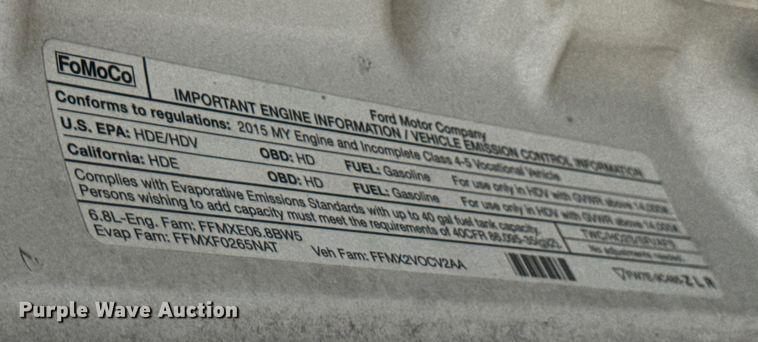 FoMoCo
Ford Motor Company
IMPORTANT ENGINE INFORMATION / VEHICLE EMISSION CONTROL INFORMATION
Conforms to regulations: 2015 MY Engine and Incomplete Class 4-5 Vocational Vehicle
U.S. EPA: HDE/HDV OBD: HD FUEL: Gasoline For use only in HDV with GVWR above 14,000#
California: HDE OBD: HD FUEL: Gasoline For use only in HDV with GVWR above 14,000#
Complies with Evaporative Emissions Standards with up to 40 gal fuel tank capacity.
Persons wishing to add capacity must meet the requirements of 40CFR
6.8L-Eng. Fam: FFMXE06.8BW5
No adjustments needed.
Evap Fam: FFMXF0265NAT Veh Fam: FFMX2VOCV2AA
Z L R
Purple Wave Auction